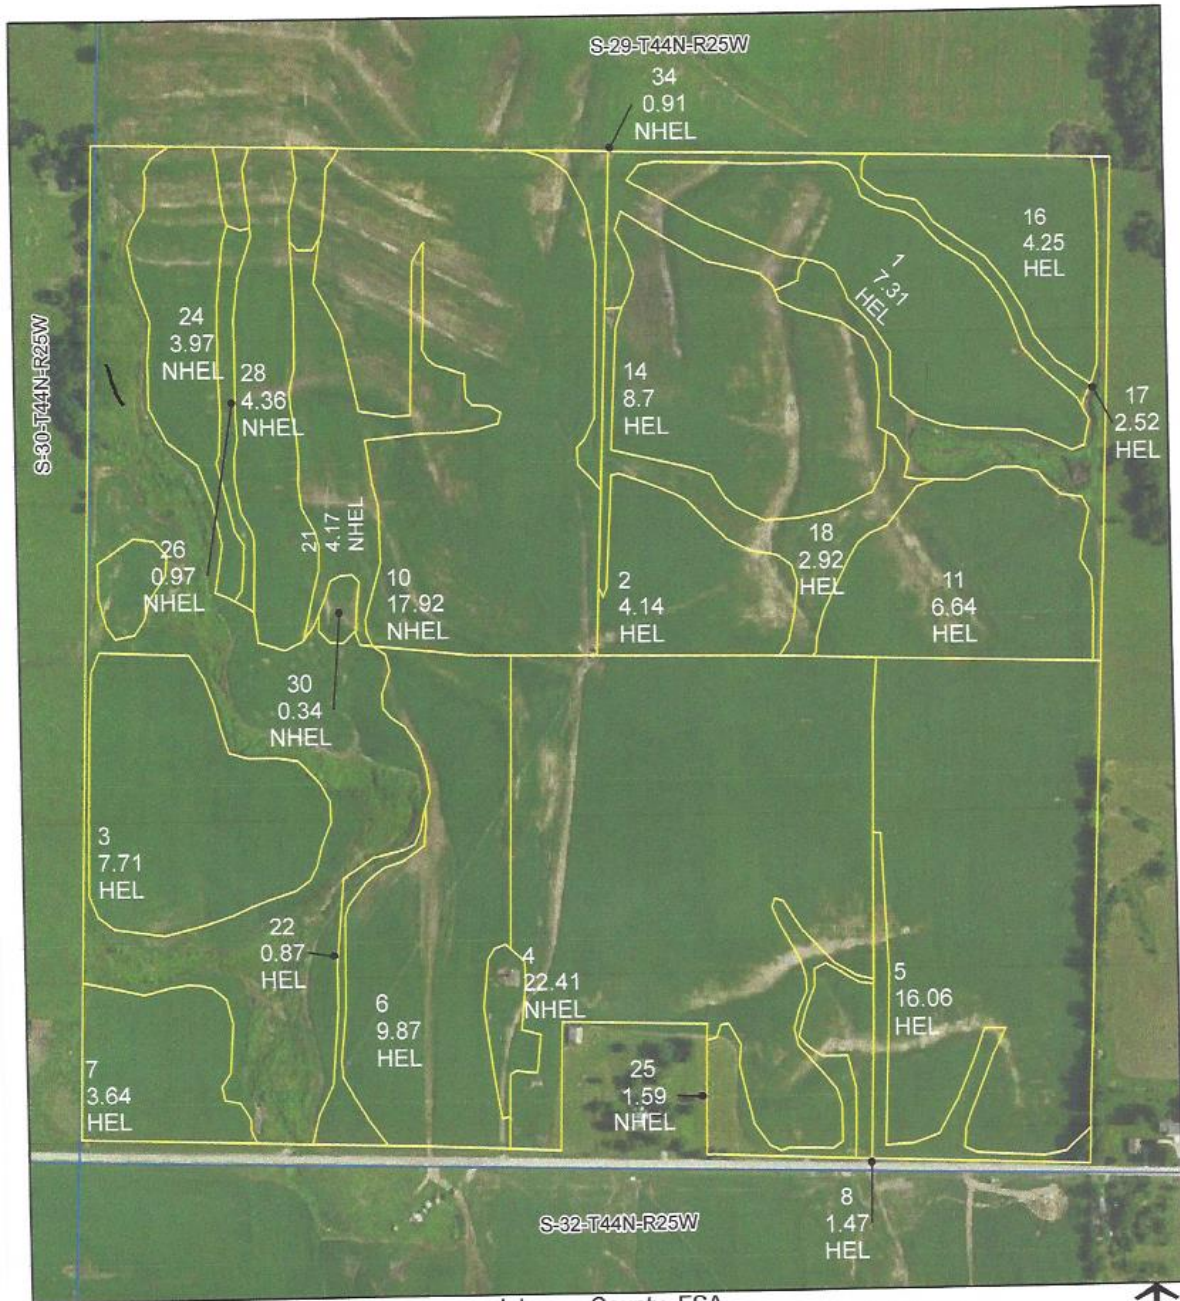 S-29-T44N-R25W
34
0.91
NHEL
16
4.25
HEL
1
7.31
HEL
S-30-T44N-R25W
24
3.97
NHEL
28
4.36
NHEL
14
8.7
HEL
17
2.52
HEL
21
4.17
NHEL
26
0.97
NHEL
10
17.92
NHEL
2
4.14
HEL
18
2.92
HEL
11
6.64
HEL
30
0.34
NHEL
3
7.71
HEL
22
0.87
HEL
4
22.41
NHEL
5
16.06
HEL
6
9.87
HEL
7
3.64
HEL
25
1.59
NHEL
8
1.47
HEL
S-32-T44N-R25W